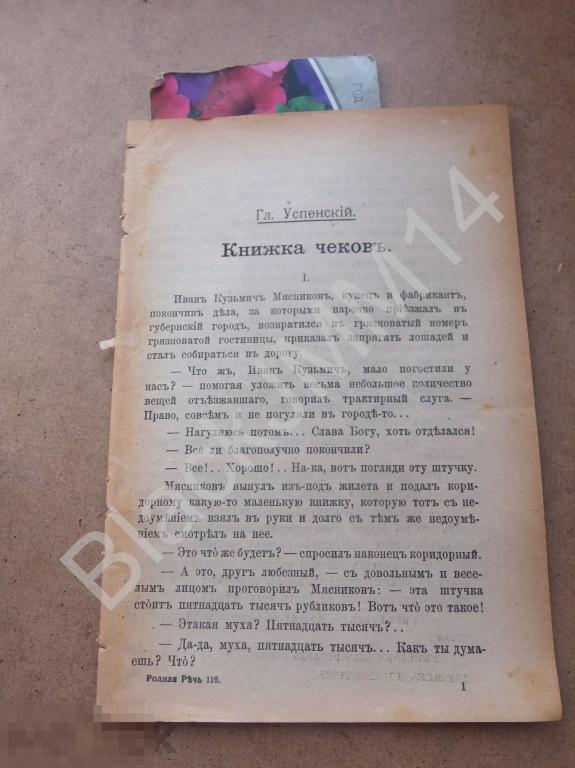 ГОД
Гл. Успенскій.
Книжка чековъ.
I.
Иванъ Кузьмичъ Мясниковъ, купецъ и фабрикантъ,
покончивъ дѣла, за которыми нарочно пріѣзжалъ въ
губернскій городъ, возвратился въ грязноватый номеръ
грязноватой гостиницы, приказалъ запрягать лошадей и
сталъ собираться въ дорогу.
— Что жъ, Иванъ Кузьмичъ, мало погостили у
насъ? — помогая уложить весьма небольшое количество
вещей отъѣзжавшаго, говорилъ трактирный слуга. —
Право, совсѣмъ и не погуляли въ городѣ-то...
— Нагуляюсь потомъ... Слава Богу, хоть отдѣлался!
— Все ли благополучно покончили?
— Все!.. Хорошо!.. На-ка, вотъ погляди эту штучку.
Мясниковъ вынулъ изъ-подъ жилета и подалъ кори-
дорному какую-то маленькую книжку, которую тотъ съ не-
доумѣніемъ взялъ въ руки и долго съ тѣмъ же недоумѣ-
ніемъ смотрѣлъ на нее.
— Это что̀ же будетъ? — спросилъ наконецъ коридорный.
— А это, другъ любезный, — съ довольнымъ и весе-
лымъ лицомъ проговорилъ Мясниковъ: — эта штучка
сто̀итъ пятнадцать тысячъ рубликовъ! Вотъ что̀ это такое!
— Этакая муха? Пятнадцать тысячъ?..
— Да-да, муха, пятнадцать тысячъ... Какъ ты дума-
ешь? Что̀?
Родная Рѣчь 110.
1
BlagPOVM14